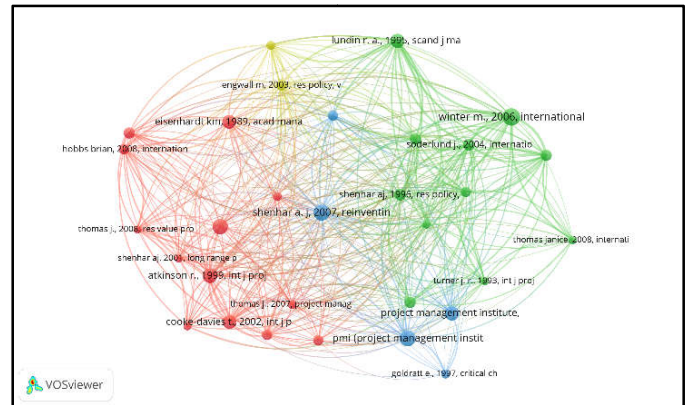 lundin r. a., 1995, scand j ma
engwall m, 2003, res policy, v
winter m., 2006, international
eisenhardt km, 1989, acad mana
hobbs brian, 2008, internation
söderlund j., 2004, internatio
shenhar aj, 1996, res policy,
shenhar a. j, 2007, reinventin
thomas j., 2008, res value pro
thomas janice, 2008, internati
shenhar aj, 2001, long range p
atkinson r., 1999, int j proj
turner j. r., 1993, int j proj
thomas j., 2007, project manag
project management institute,
cooke-davies t., 2002, int j p
pmi (project management instit
goldratt e., 1997, critical ch
VOSviewer